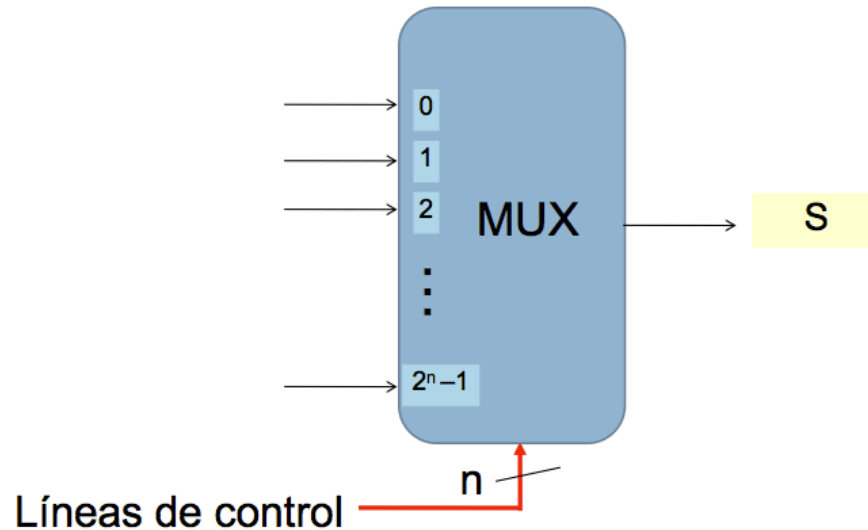 0
1
2
MUX
S
⋮
2ⁿ–1
n
Líneas de control